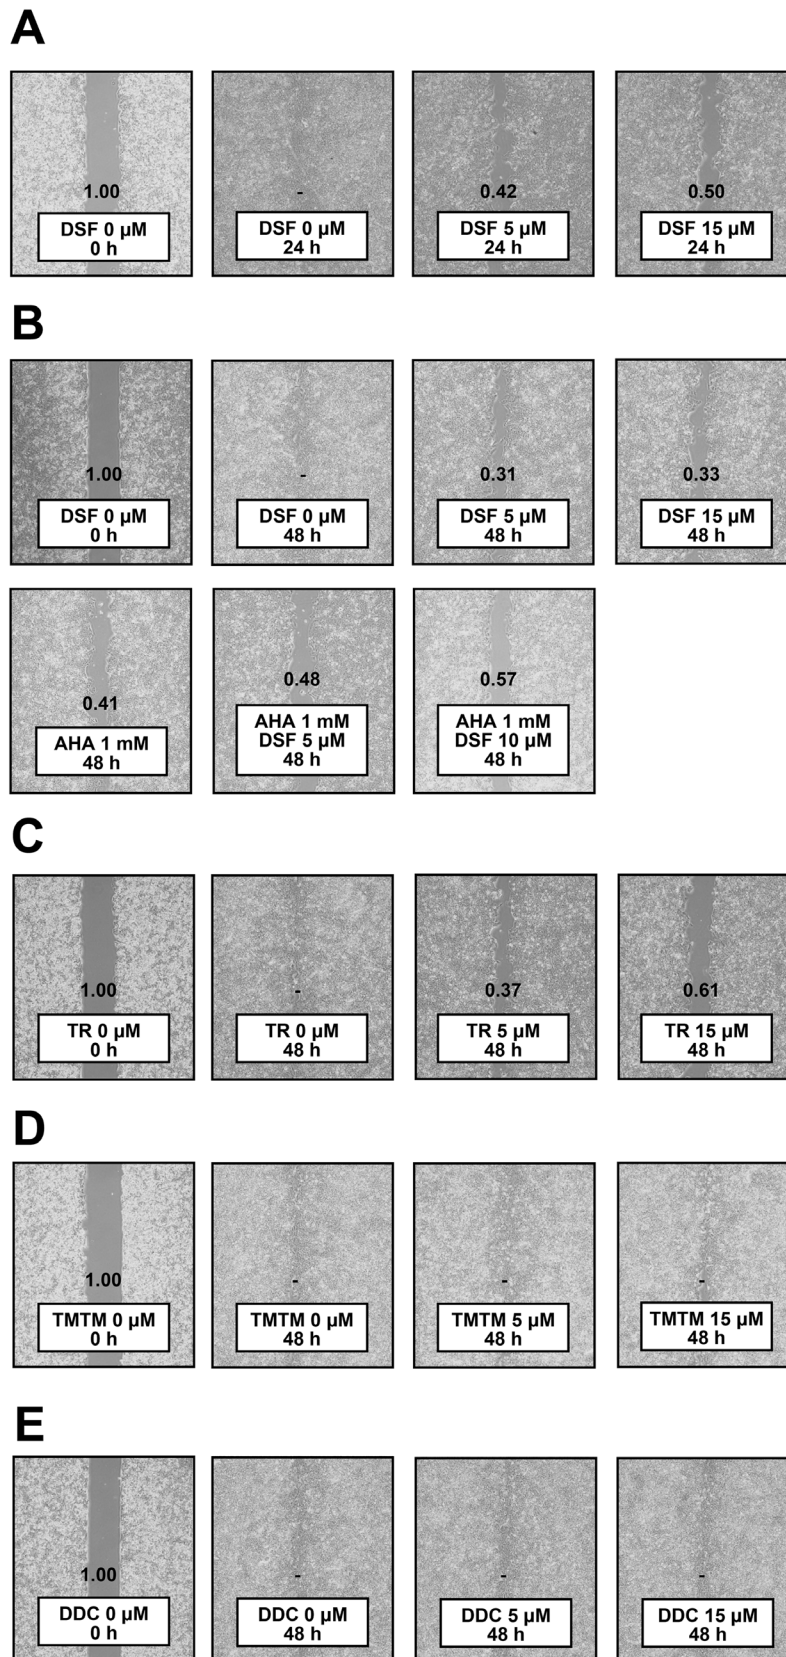 A
1.00
DSF 0 µM
0 h
-
DSF 0 µM
24 h
0.42
DSF 5 µM
24 h
0.50
DSF 15 µM
24 h
B
1.00
DSF 0 µM
0 h
-
DSF 0 µM
48 h
0.31
DSF 5 µM
48 h
0.33
DSF 15 µM
48 h
0.41
AHA 1 mM
48 h
0.48
AHA 1 mM
DSF 5 µM
48 h
0.57
AHA 1 mM
DSF 10 µM
48 h
C
1.00
TR 0 µM
0 h
-
TR 0 µM
48 h
0.37
TR 5 µM
48 h
0.61
TR 15 µM
48 h
D
1.00
TMTM 0 µM
0 h
-
TMTM 0 µM
48 h
-
TMTM 5 µM
48 h
-
TMTM 15 µM
48 h
E
1.00
DDC 0 µM
0 h
-
DDC 0 µM
48 h
-
DDC 5 µM
48 h
-
DDC 15 µM
48 h